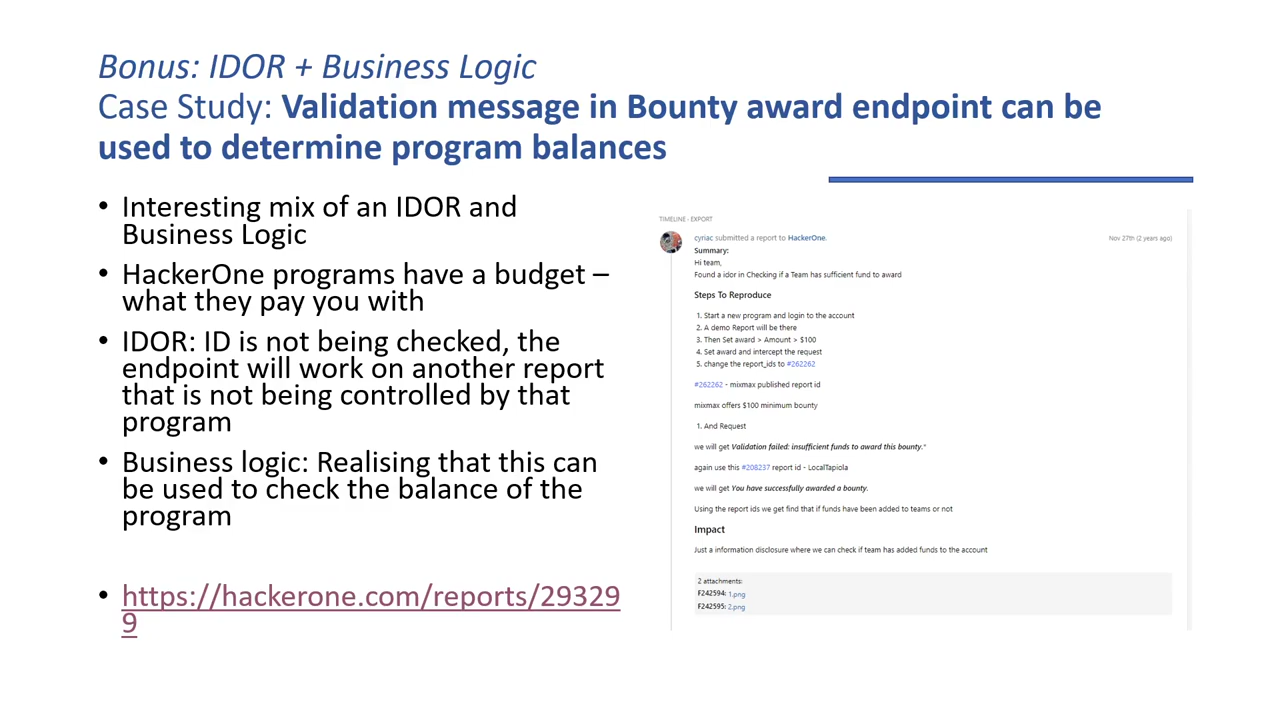 Bonus: IDOR + Business Logic
Case Study: Validation message in Bounty award endpoint can be
used to determine program balances
• Interesting mix of an IDOR and
Business Logic
• HackerOne programs have a budget –
what they pay you with
• IDOR: ID is not being checked, the
endpoint will work on another report
that is not being controlled by that
program
• Business logic: Realising that this can
be used to check the balance of the
program
• https://hackerone.com/reports/29329
9
TIMELINE - EXPORT
cyriac submitted a report to HackerOne. Nov 27th (2 years ago)
Summary:
Hi team,
Found a idor in Checking if a Team has sufficient fund to award
Steps To Reproduce
1. Start a new program and login to the account
2. A demo Report will be there
3. Then Set award > Amount > $100
4. Set award and intercept the request
5. change the report_ids to #262262
#262262 - mixmax published report id
mixmax offers $100 minimum bounty
1. And Request
we will get Validation failed: insufficient funds to award this bounty."
again use this #208237 report id - LocalTapiola
we will get You have successfully awarded a bounty.
Using the report ids we get find that if funds have been added to teams or not
Impact
Just a information disclosure where we can check if team has added funds to the account
2 attachments:
F242594: 1.png
F242595: 2.png